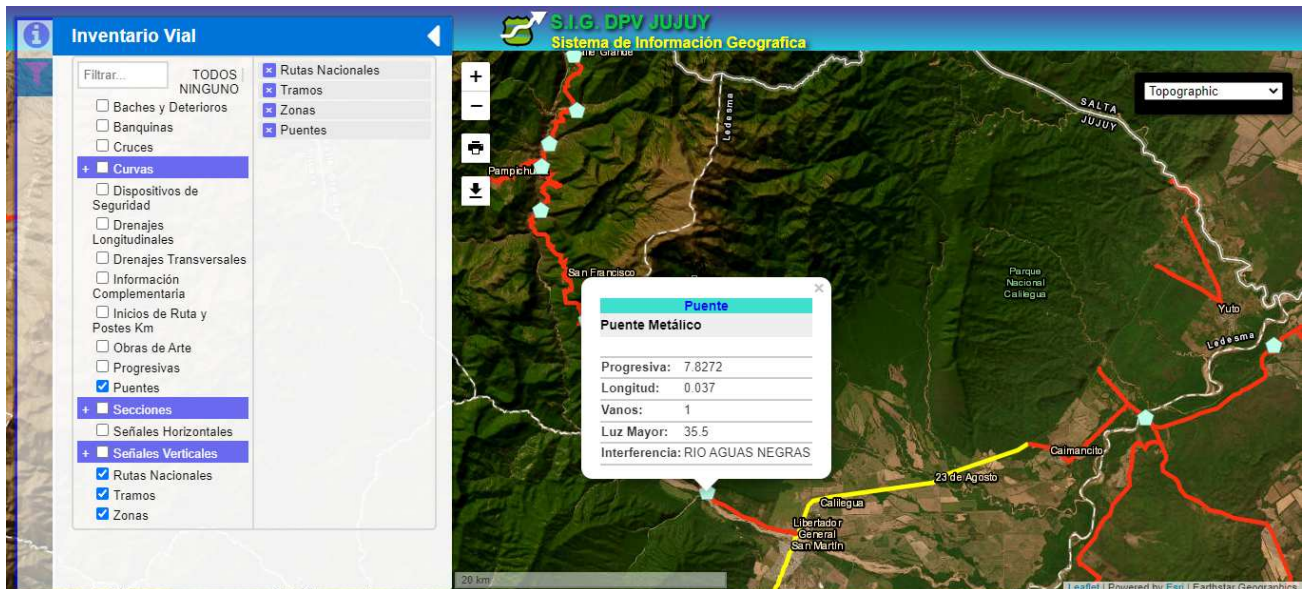 Inventario Vial
S.I.G. DPV JUJUY
Sistema de Información Geografica
Filtrar...
TODOS |
NINGUNO
Baches y Deterioros
Banquinas
Cruces
+ Curvas
Dispositivos de
Seguridad
Drenajes
Longitudinales
Drenajes Transversales
Información
Complementaria
Inicios de Ruta y
Postes Km
Obras de Arte
Progresivas
Puentes
+ Secciones
Señales Horizontales
+ Señales Verticales
Rutas Nacionales
Tramos
Zonas
× Rutas Nacionales
× Tramos
× Zonas
× Puentes
+
−
Topographic
Valle Grande
Ledesma
SALTA
JUJUY
Pampichu
San Francisco
Parque
Nacional
Calilegua
Yuto
Ledesma
×
Puente
Puente Metálico
Progresiva: 7.8272
Longitud: 0.037
Vanos: 1
Luz Mayor: 35.5
Interferencia: RIO AGUAS NEGRAS
Caimancito
23 de Agosto
Calilegua
Libertador
General
San Martín
20 km
Leaflet | Powered by Esri | Earthstar Geographics